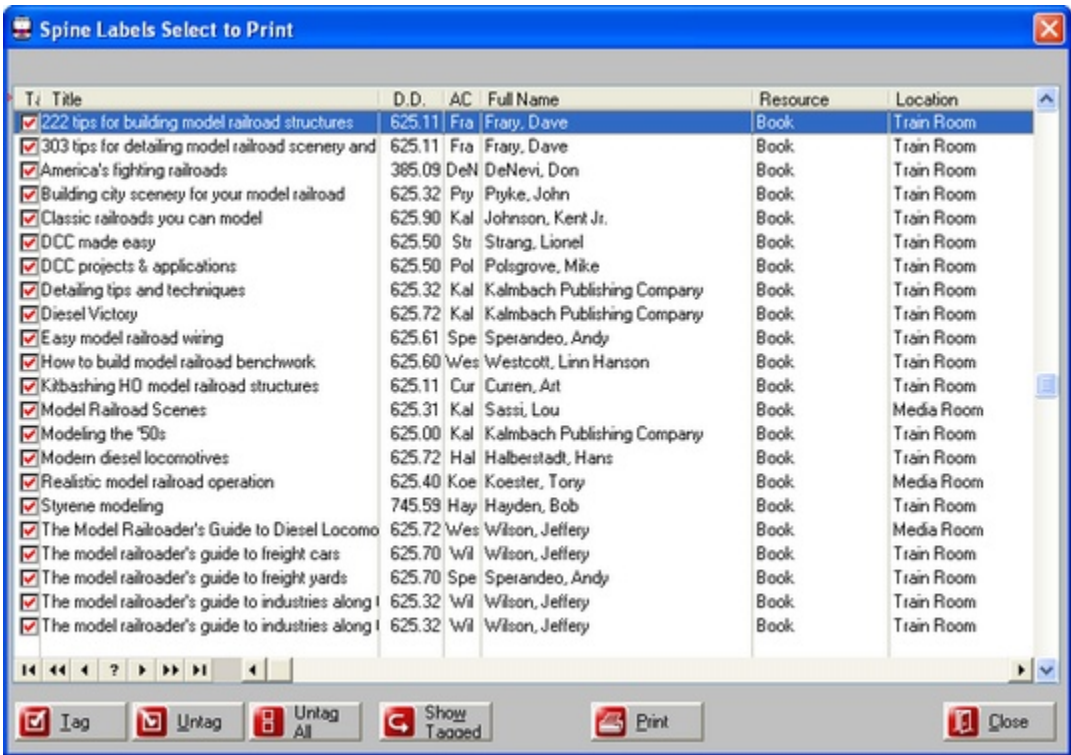 Spine Labels Select to Print
Ta Title D.D. AC Full Name Resource Location
222 tips for building model railroad structures 625.11 Fra Frary, Dave Book Train Room
303 tips for detailing model railroad scenery and 625.11 Fra Frary, Dave Book Train Room
America's fighting railroads 385.09 DeN DeNevi, Don Book Train Room
Building city scenery for your model railroad 625.32 Pry Pryke, John Book Train Room
Classic railroads you can model 625.90 Kal Johnson, Kent Jr. Book Train Room
DCC made easy 625.50 Str Strang, Lionel Book Train Room
DCC projects & applications 625.50 Pol Polsgrove, Mike Book Train Room
Detailing tips and techniques 625.32 Kal Kalmbach Publishing Company Book Train Room
Diesel Victory 625.72 Kal Kalmbach Publishing Company Book Train Room
Easy model railroad wiring 625.61 Spe Sperandeo, Andy Book Train Room
How to build model railroad benchwork 625.60 Wes Westcott, Linn Hanson Book Train Room
Kitbashing HO model railroad structures 625.11 Cur Curren, Art Book Train Room
Model Railroad Scenes 625.31 Kal Sassi, Lou Book Media Room
Modeling the '50s 625.00 Kal Kalmbach Publishing Company Book Train Room
Modern diesel locomotives 625.72 Hal Halberstadt, Hans Book Train Room
Realistic model railroad operation 625.40 Koe Koester, Tony Book Media Room
Styrene modeling 745.59 Hay Hayden, Bob Book Train Room
The Model Railroader's Guide to Diesel Locomo 625.72 Wes Wilson, Jeffery Book Media Room
The model railroader's guide to freight cars 625.70 Wil Wilson, Jeffery Book Train Room
The model railroader's guide to freight yards 625.70 Spe Sperandeo, Andy Book Train Room
The model railroader's guide to industries along 625.32 Wil Wilson, Jeffery Book Train Room
The model railroader's guide to industries along 625.32 Wil Wilson, Jeffery Book Train Room
?
Tag Untag Untag All Show Tagged Print Close